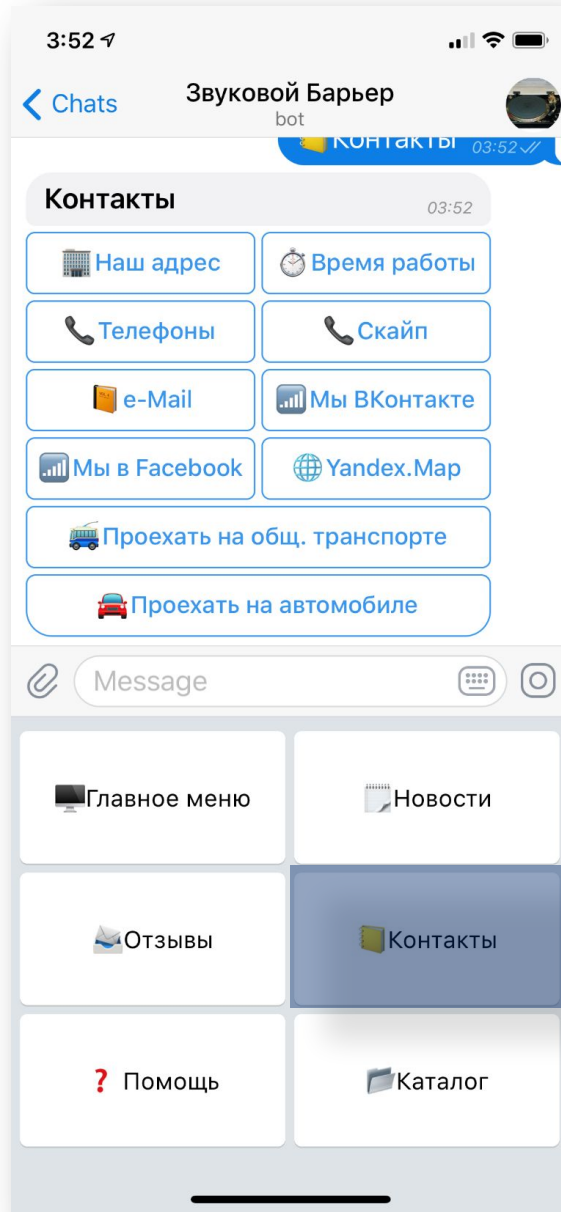 3:52
Chats
Звуковой Барьер
bot
Контакты 03:52
Контакты 03:52
Наш адрес
Время работы
Телефоны
Скайп
e-Mail
Мы ВКонтакте
Мы в Facebook
Yandex.Map
Проехать на общ. транспорте
Проехать на автомобиле
Message
Главное меню
Новости
Отзывы
Контакты
Помощь
Каталог